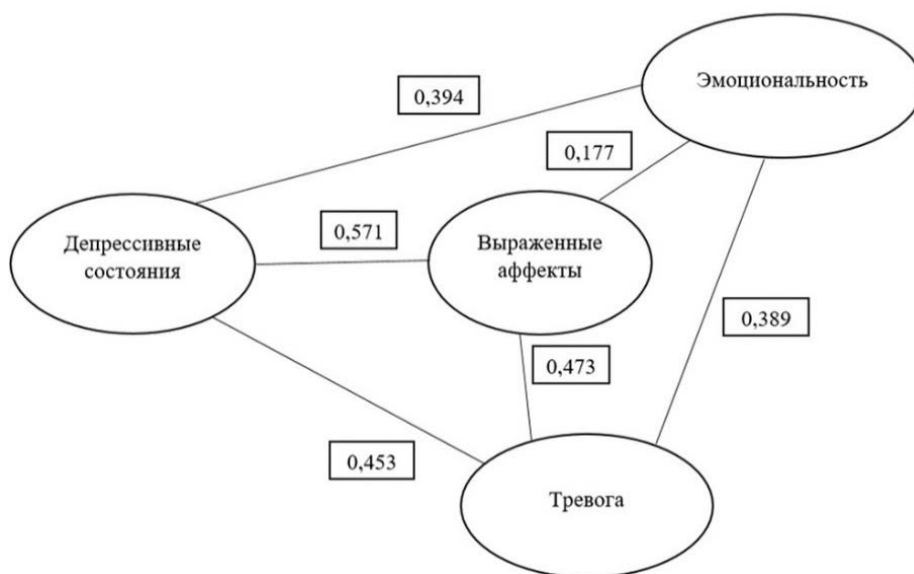 Эмоциональность
0,394
0,177
Депрессивные
состояния
0,571
Выраженные
аффекты
0,389
0,473
0,453
Тревога